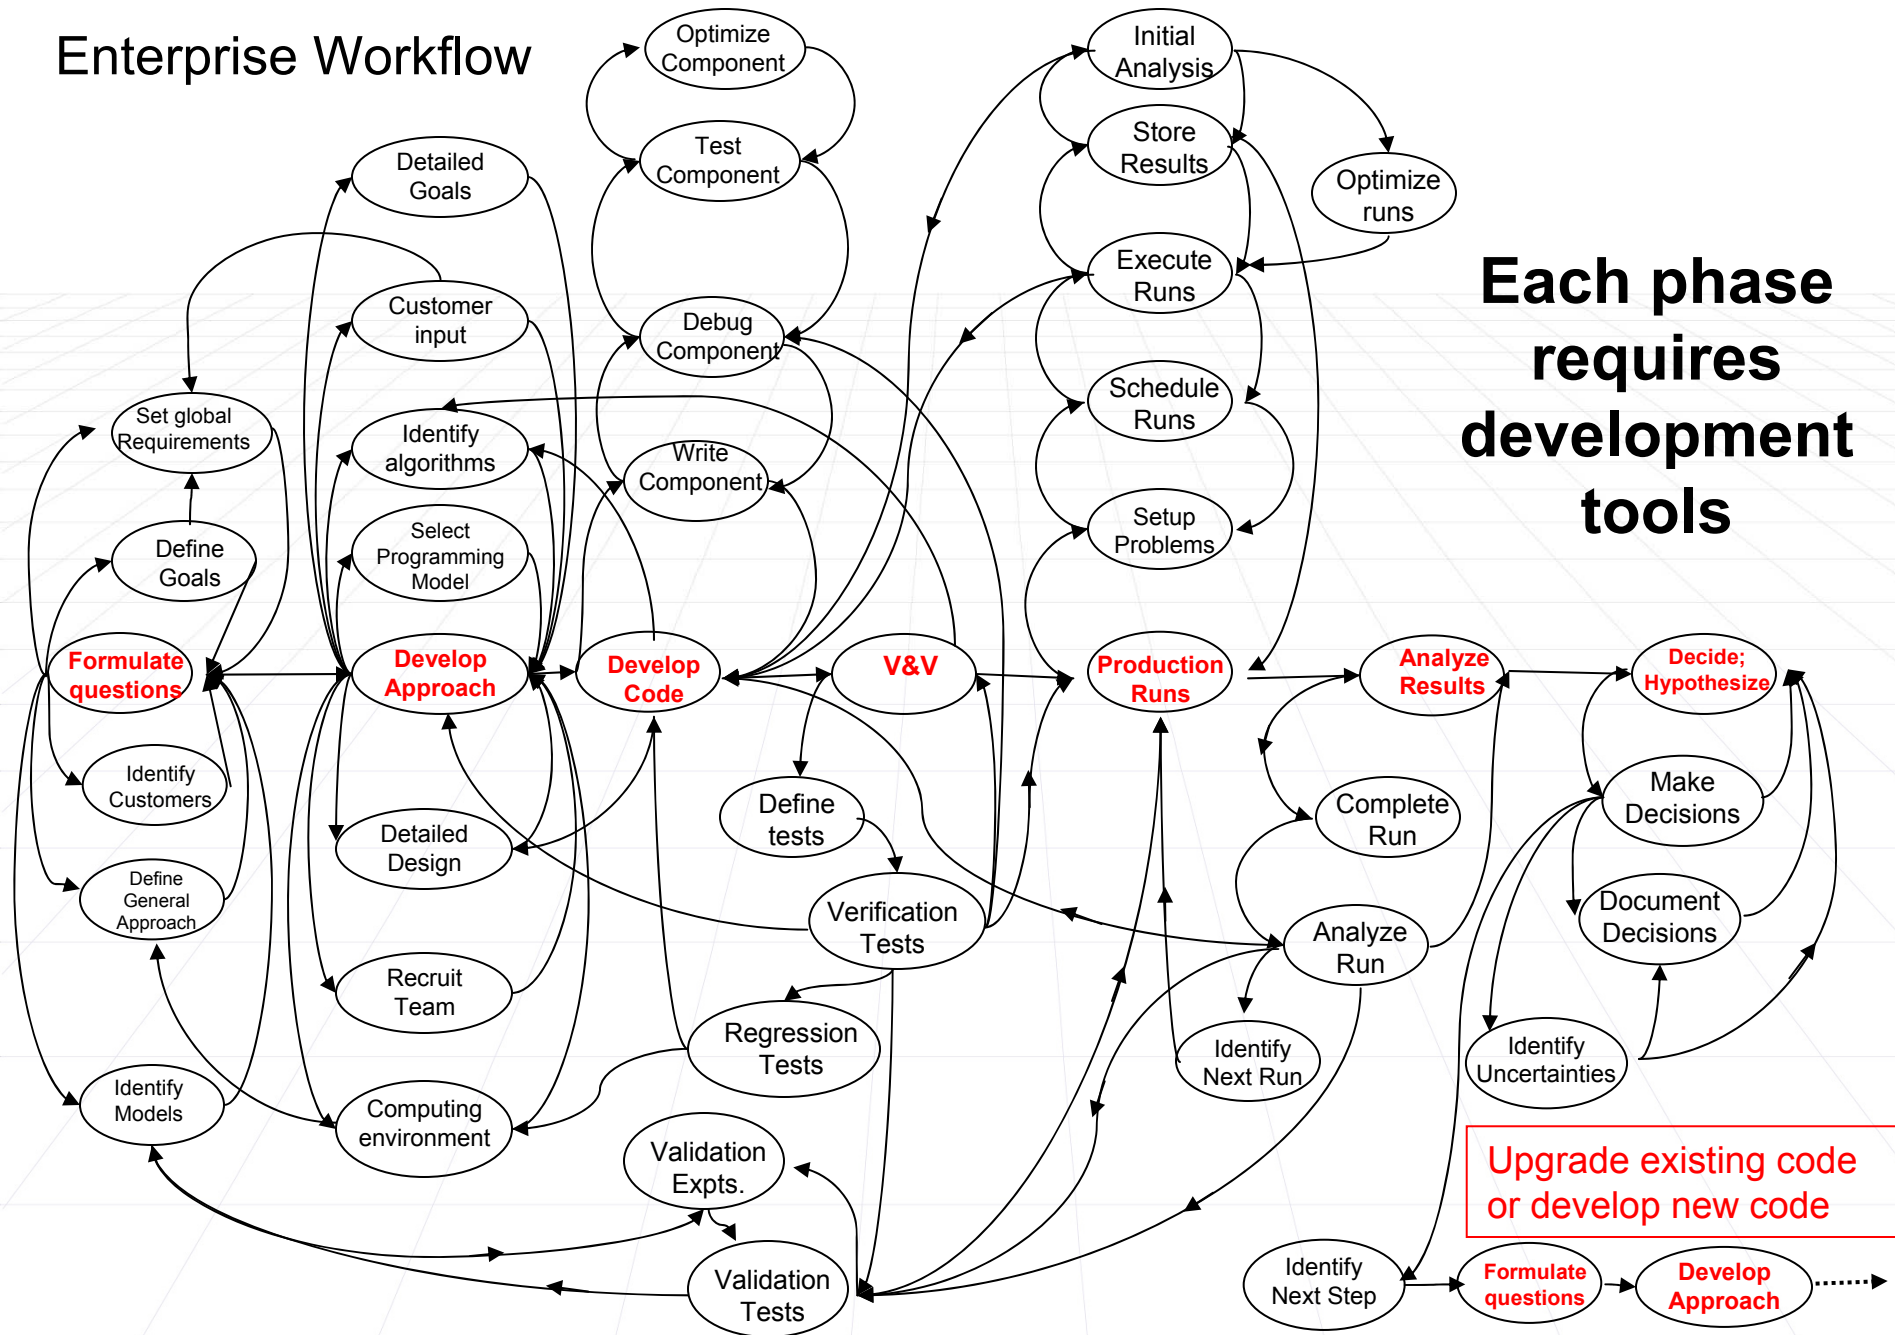 Enterprise Workflow
Optimize
Component
Initial
Analysis
Test
Component
Store
Results
Detailed
Goals
Optimize
runs
Customer
input
Debug
Component
Execute
Runs
Each phase
requires
development
tools
Set global
Requirements
Identify
algorithms
Write
Component
Schedule
Runs
Define
Goals
Select
Programming
Model
Setup
Problems
Formulate
questions
Develop
Approach
Develop
Code
V&V
Production
Runs
Analyze
Results
Decide;
Hypothesize
Identify
Customers
Detailed
Design
Define
tests
Complete
Run
Make
Decisions
Define
General
Approach
Verification
Tests
Analyze
Run
Document
Decisions
Recruit
Team
Regression
Tests
Identify
Next Run
Identify
Uncertainties
Identify
Models
Computing
environment
Validation
Expts.
Upgrade existing code
or develop new code
Validation
Tests
Identify
Next Step
Formulate
questions
Develop
Approach